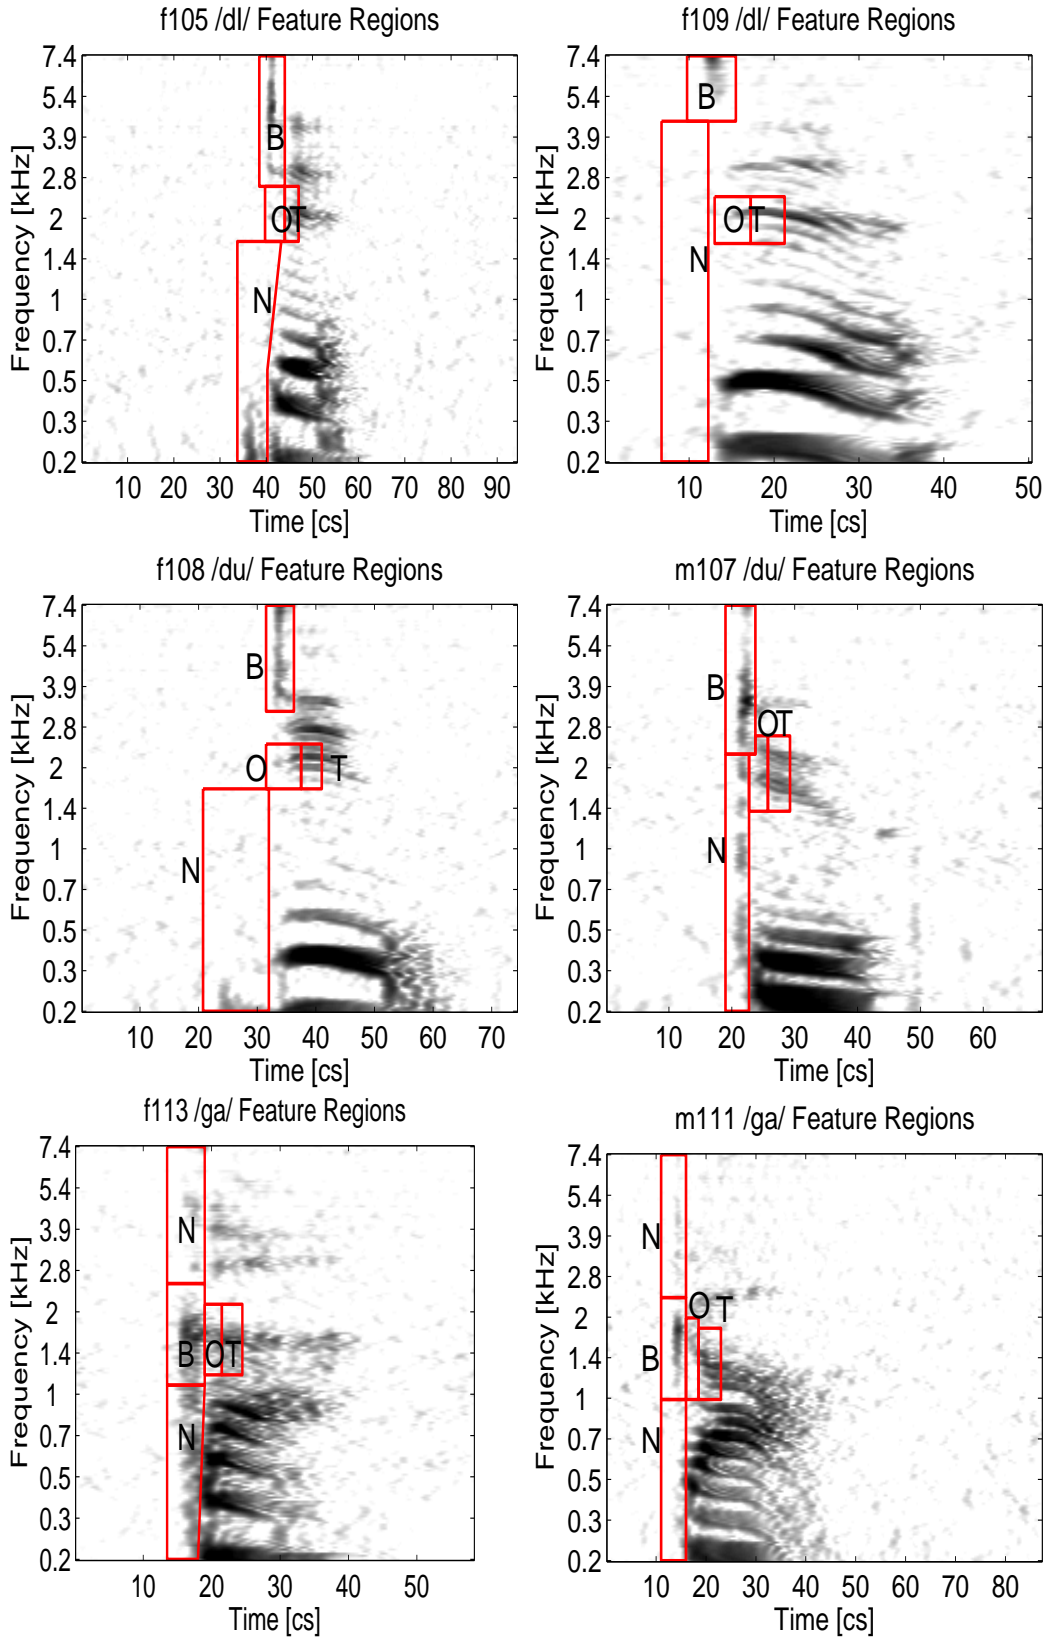 f105 /dI/ Feature Regions
7.4
5.4
3.9
2.8
2
1.4
1
0.7
0.5
0.3
0.2
Frequency [kHz]
B
OT
N
10 20 30 40 50 60 70 80 90
Time [cs]
f109 /dI/ Feature Regions
7.4
5.4
3.9
2.8
2
1.4
1
0.7
0.5
0.3
0.2
Frequency [kHz]
B
O T
N
10 20 30 40 50
Time [cs]
f108 /du/ Feature Regions
7.4
5.4
3.9
2.8
2
1.4
1
0.7
0.5
0.3
0.2
Frequency [kHz]
B
O T
N
10 20 30 40 50 60 70
Time [cs]
m107 /du/ Feature Regions
7.4
5.4
3.9
2.8
2
1.4
1
0.7
0.5
0.3
0.2
Frequency [kHz]
B
OT
N
10 20 30 40 50 60
Time [cs]
f113 /ga/ Feature Regions
7.4
5.4
3.9
2.8
2
1.4
1
0.7
0.5
0.3
0.2
Frequency [kHz]
N
B OT
N
10 20 30 40 50
Time [cs]
m111 /ga/ Feature Regions
7.4
5.4
3.9
2.8
2
1.4
1
0.7
0.5
0.3
0.2
Frequency [kHz]
N
O T
B
N
10 20 30 40 50 60 70 80
Time [cs]